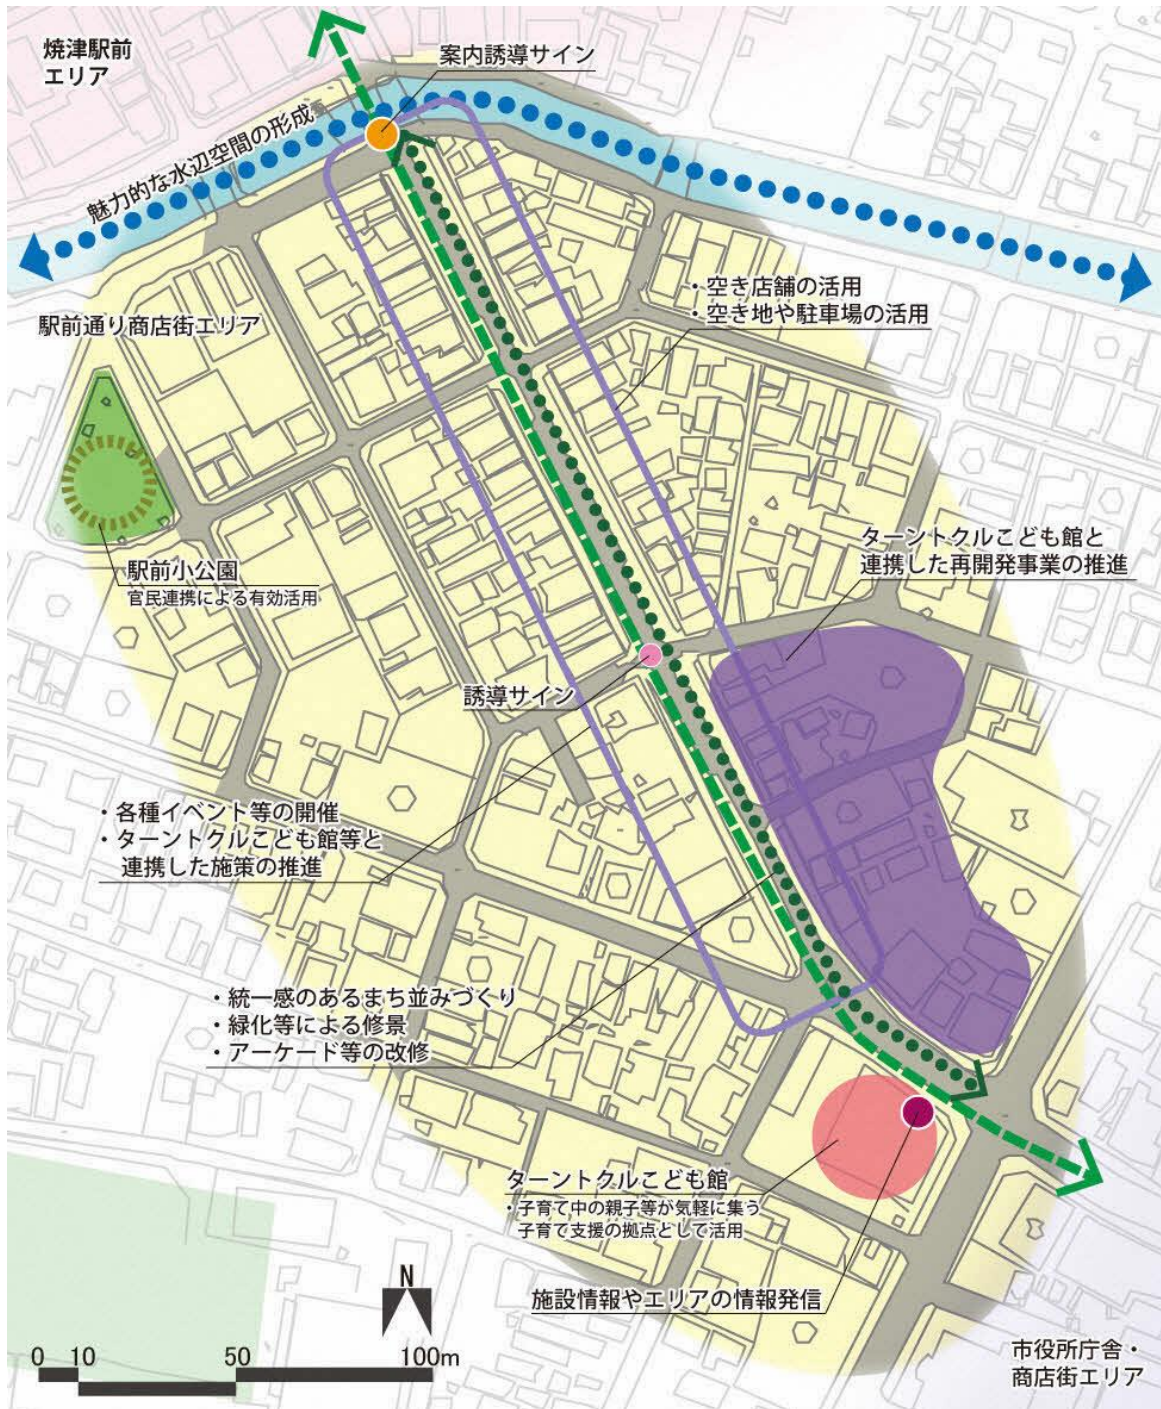 焼津駅前
エリア
案内誘導サイン
魅力的な水辺空間の形成
・空き店舗の活用
・空き地や駐車場の活用
駅前通り商店街エリア
ターントクルこども館と
連携した再開発事業の推進
駅前小公園
官民連携による有効活用
誘導サイン
・各種イベント等の開催
・ターントクルこども館等と
連携した施策の推進
・統一感のあるまち並みづくり
・緑化等による修景
・アーケード等の改修
ターントクルこども館
・子育て中の親子等が気軽に集う
子育て支援の拠点として活用
施設情報やエリアの情報発信
N
0 10 50 100m
市役所庁舎・
商店街エリア